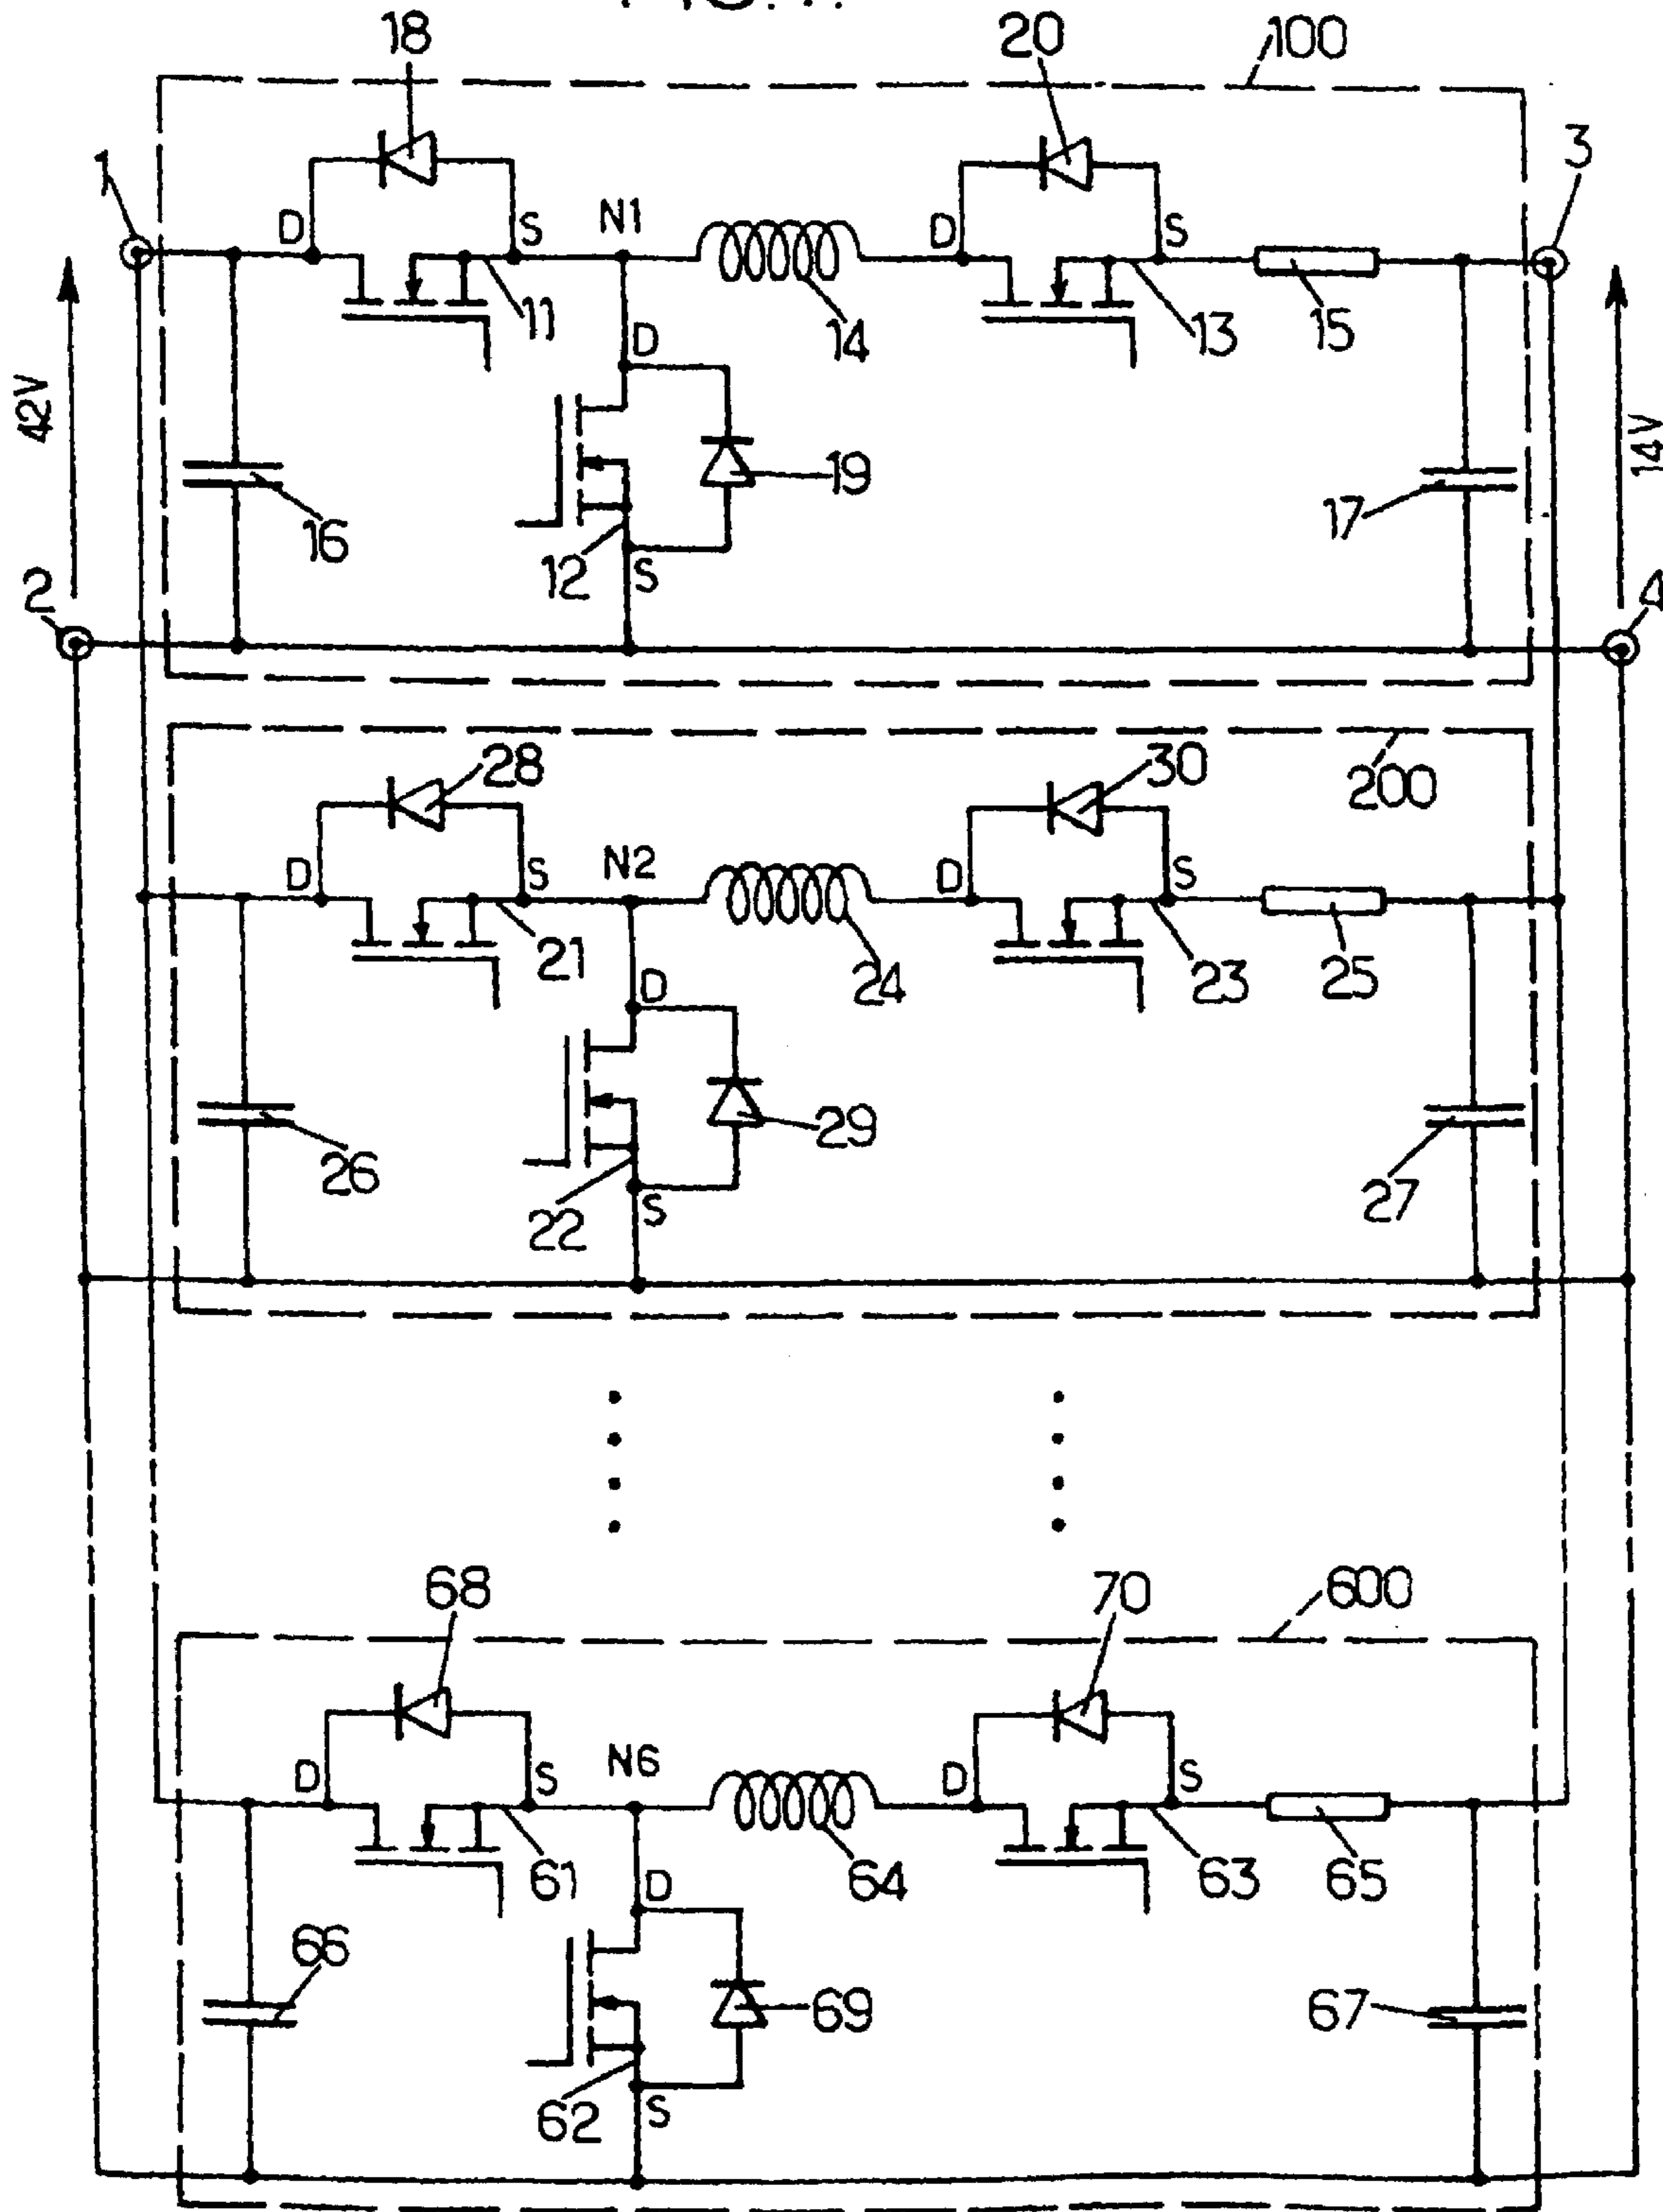 18 20 100
1 3
D S N1 D S
11 14 13 15
42V D 14V
16 12 19 17
2 S 4
28 30 200
D S N2 D S
21 24 23 25
D
26 22 29 27
S
68 70 600
D S N6 D S
61 64 63 65
D
66 62 69 67
S